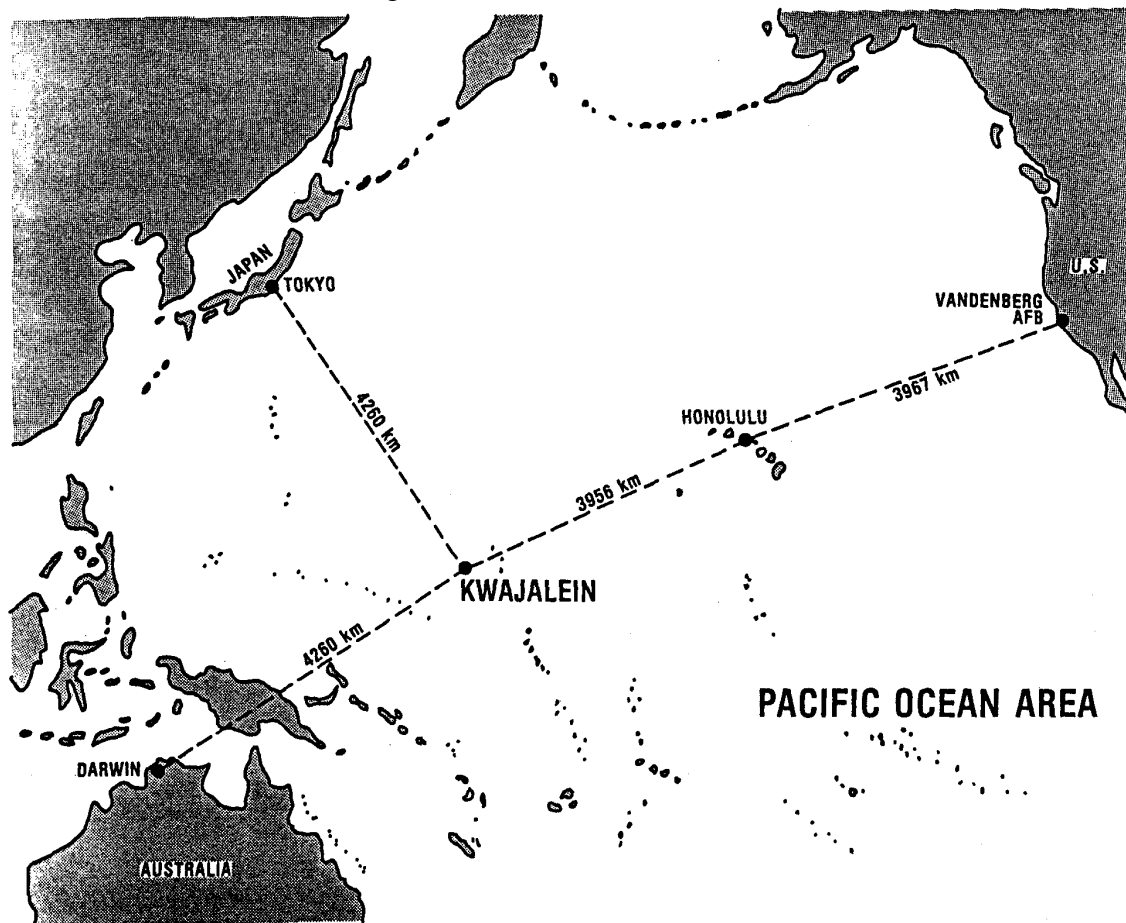 JAPAN
TOKYO
U.S.
VANDENBERG
AFB
3967 km
HONOLULU
4260 km
3956 km
KWAJALEIN
4260 km
PACIFIC OCEAN AREA
DARWIN
AUSTRALIA